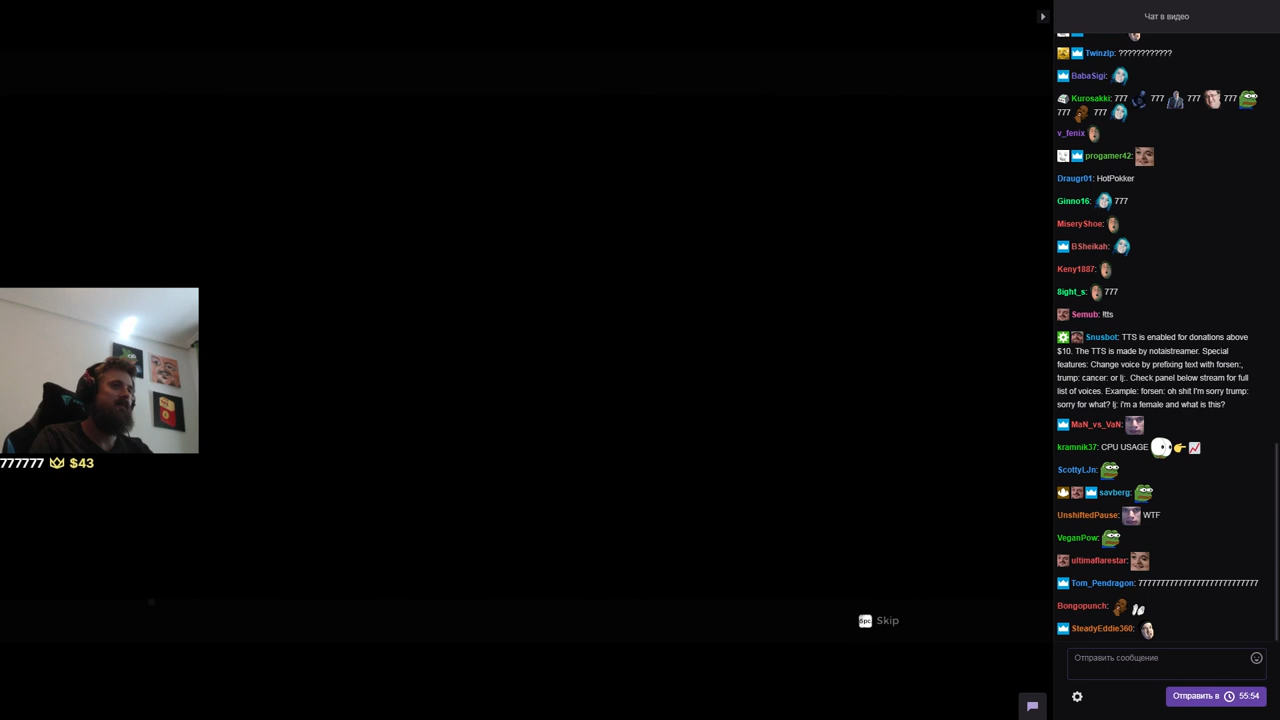 Чат в видео
Twinzlp: ????????????
BabaSigi:
Kurosakki: 777 777 777 777
777 777
v_fenix
progamer42:
Draugr01: HotPokker
Ginno16: 777
MiseryShoe:
BSheikah:
Keny1887:
8ight_s: 777
Semub: !tts
Snusbot: TTS is enabled for donations above
$10. The TTS is made by notaistreamer. Special
features: Change voice by prefixing text with forsen:,
trump: cancer: or lj:. Check panel below stream for full
list of voices. Example: forsen: oh shit I'm sorry trump:
sorry for what? lj: i'm a female and what is this?
MaN_vs_VaN:
kramnik37: CPU USAGE
777777 $43
ScottyLJn:
savberg:
UnshiftedPause: WTF
VeganPow:
ultimaflarestar:
Tom_Pendragon: 7777777777777777777777777777
Bongopunch:
Spc Skip
SteadyEddie360:
Отправить сообщение
Отправить в 55:54